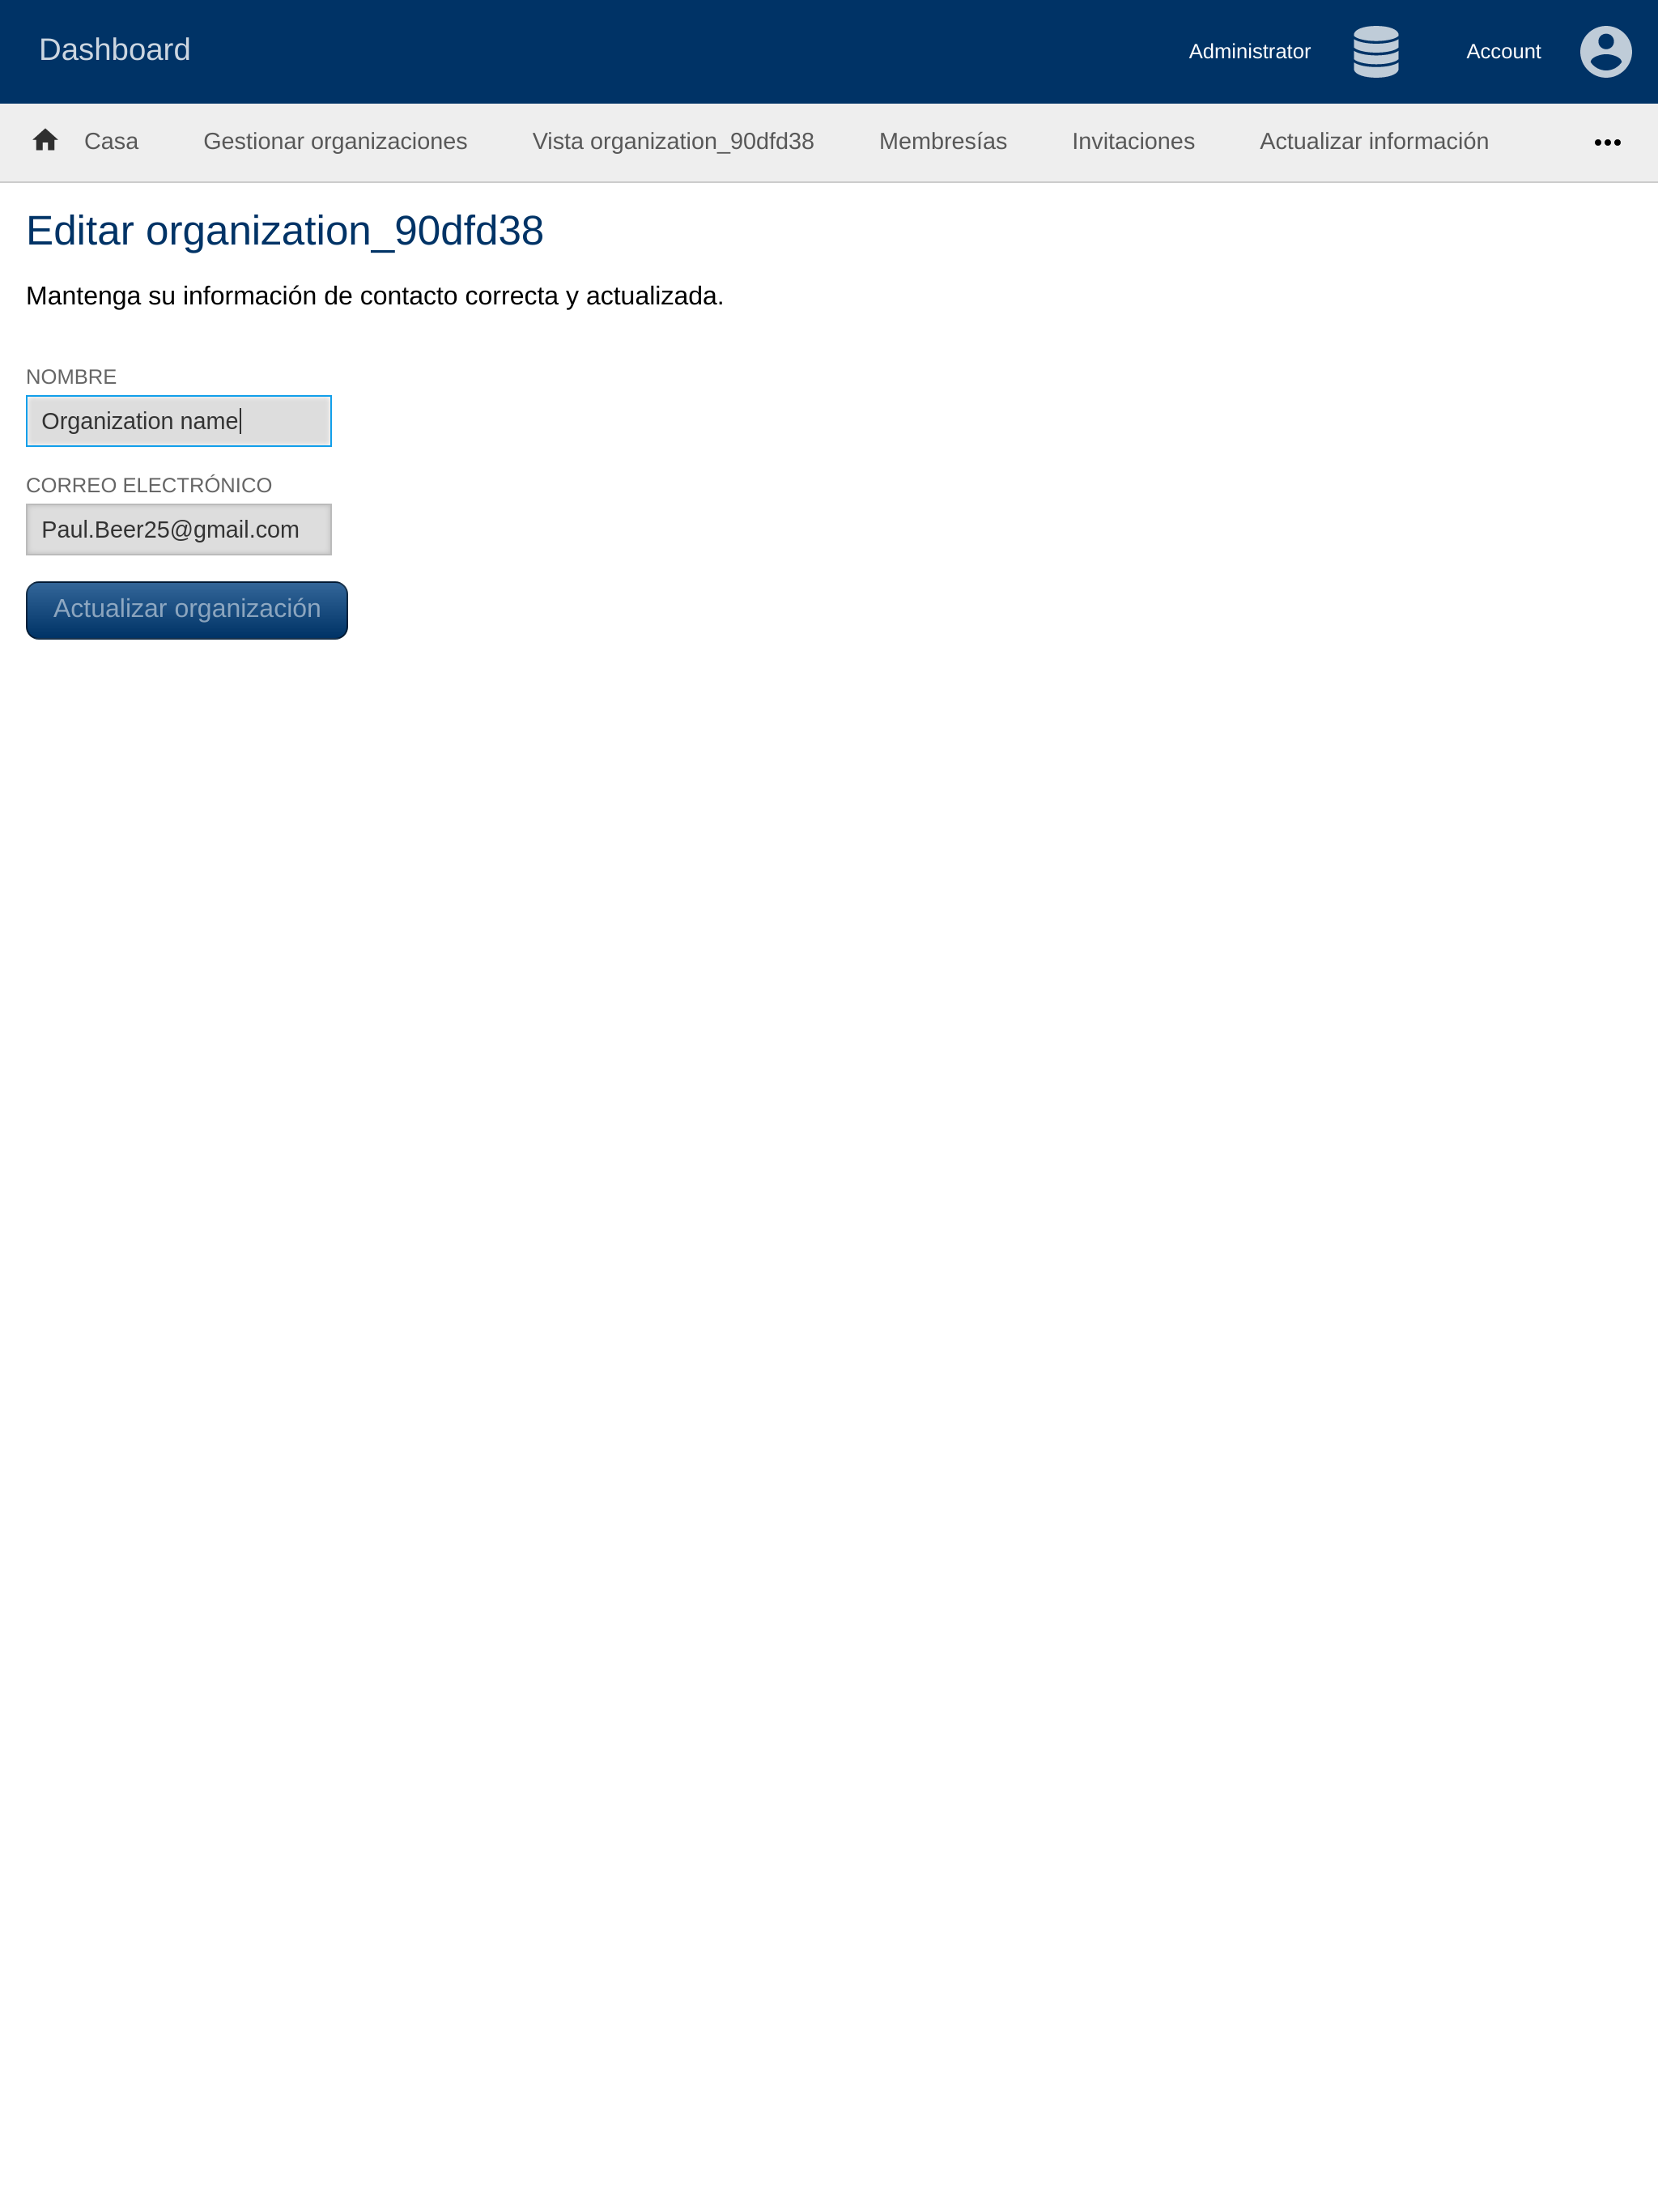 Dashboard
Administrator
Account
Casa
Gestionar organizaciones
Vista organization_90dfd38
Membresías
Invitaciones
Actualizar información
Editar organization_90dfd38
Mantenga su información de contacto correcta y actualizada.
NOMBRE
Organization name
CORREO ELECTRÓNICO
Paul.Beer25@gmail.com
Actualizar organización